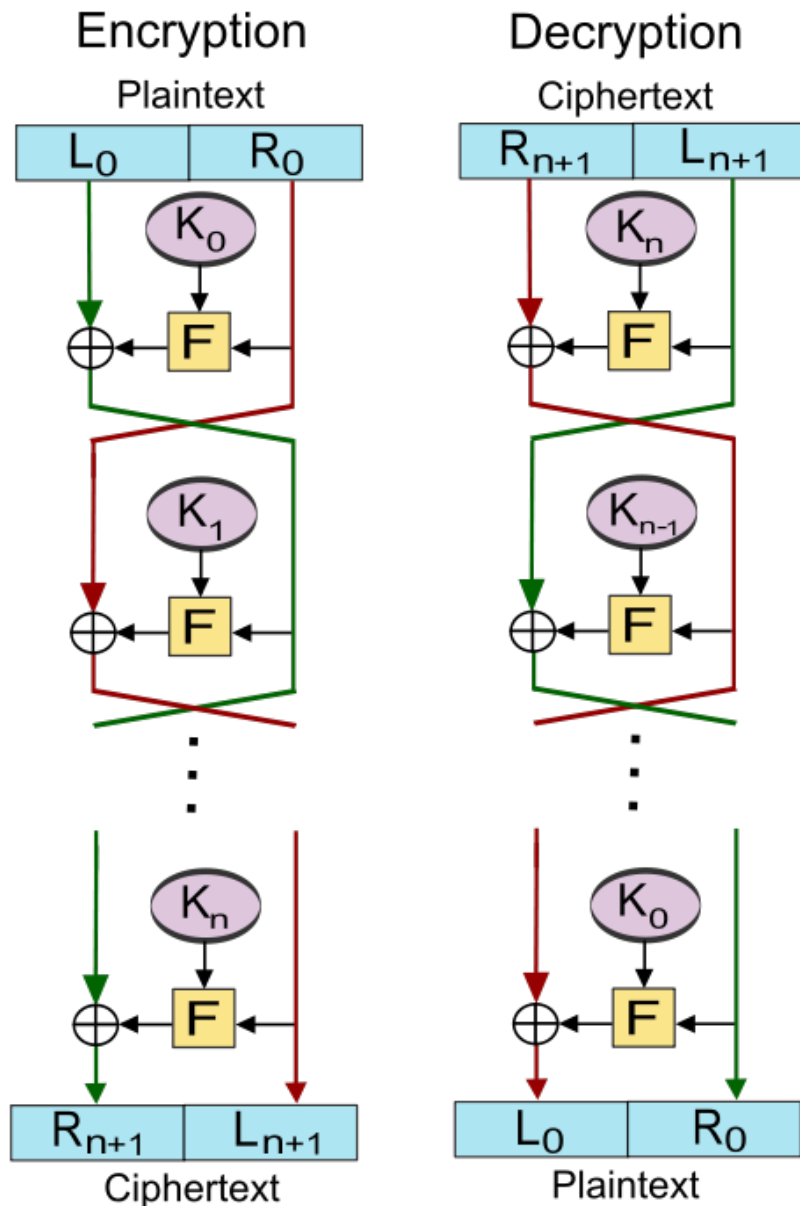 Encryption
Plaintext
L0 R0
K0
F
K1
F
Kn
F
Rn+1 Ln+1
Ciphertext
Decryption
Ciphertext
Rn+1 Ln+1
Kn
F
Kn-1
F
K0
F
L0 R0
Plaintext